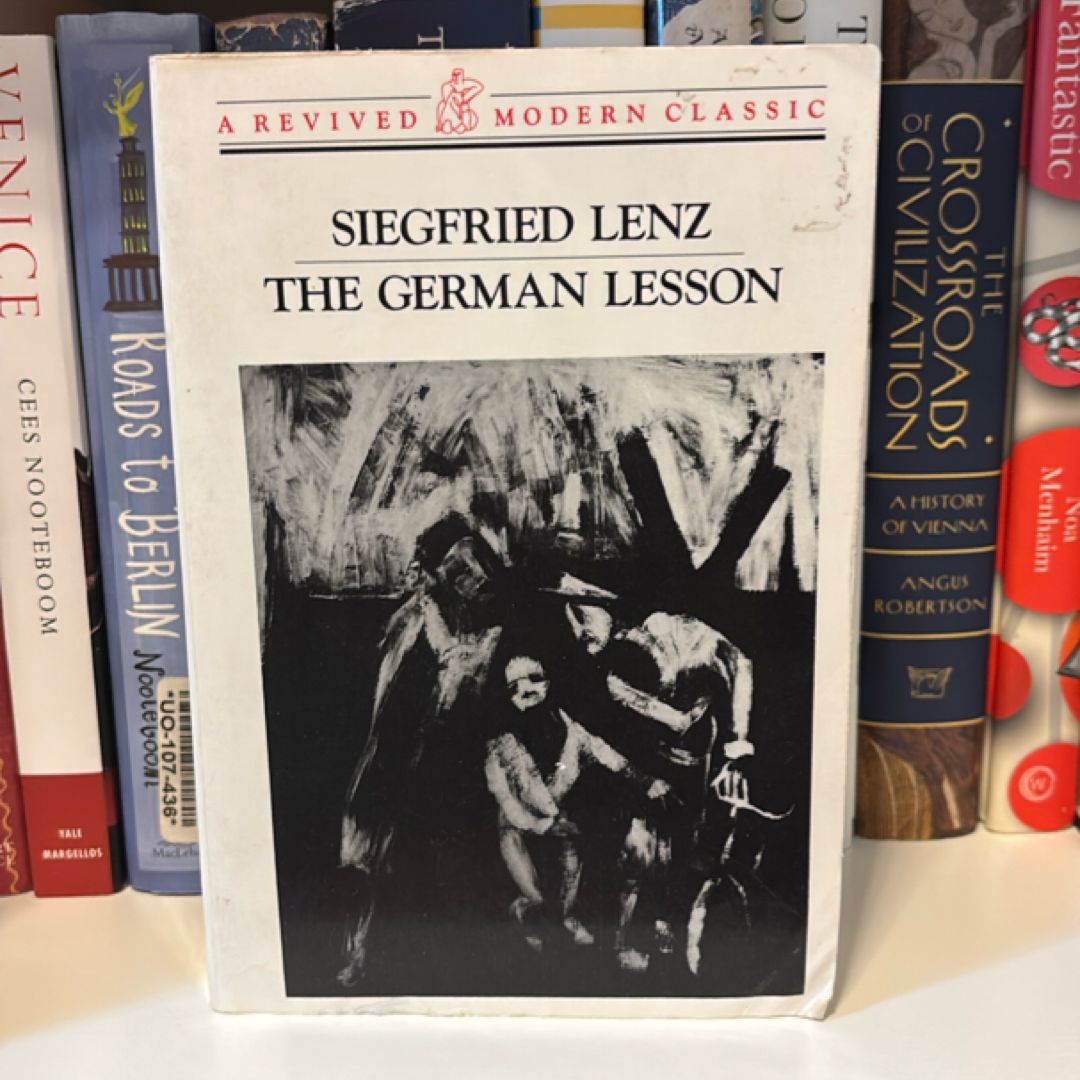 A REVIVED MODERN CLASSIC
SIEGFRIED LENZ
THE GERMAN LESSON
VENICE
CEES NOOTEBOOM
YALE
MARGELLOS
ROADS to BERLIN Nooteboom
*UO-107-436*
THE
CROSSROADS
OF CIVILIZATION
A HISTORY
OF VIENNA
ANGUS
ROBERTSON
Fantastic
Noa
Menhaim
W